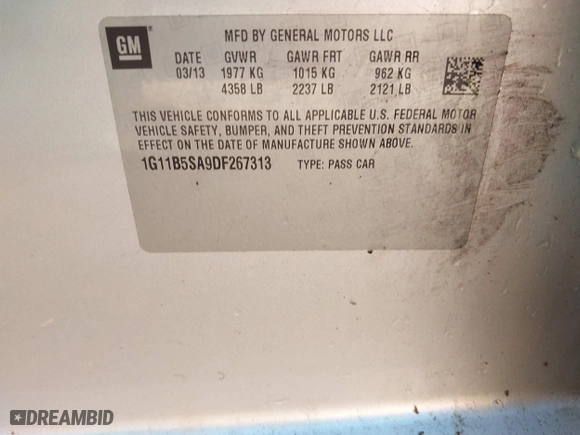 GM
MFD BY GENERAL MOTORS LLC
DATE GVWR GAWR FRT GAWR RR
03/13 1977 KG 1015 KG 962 KG
4358 LB 2237 LB 2121 LB
THIS VEHICLE CONFORMS TO ALL APPLICABLE U.S. FEDERAL MOTOR
VEHICLE SAFETY, BUMPER, AND THEFT PREVENTION STANDARDS IN
EFFECT ON THE DATE OF MANUFACTURE SHOWN ABOVE.
1G11B5SA9DF267313 TYPE: PASS CAR
DREAMBID